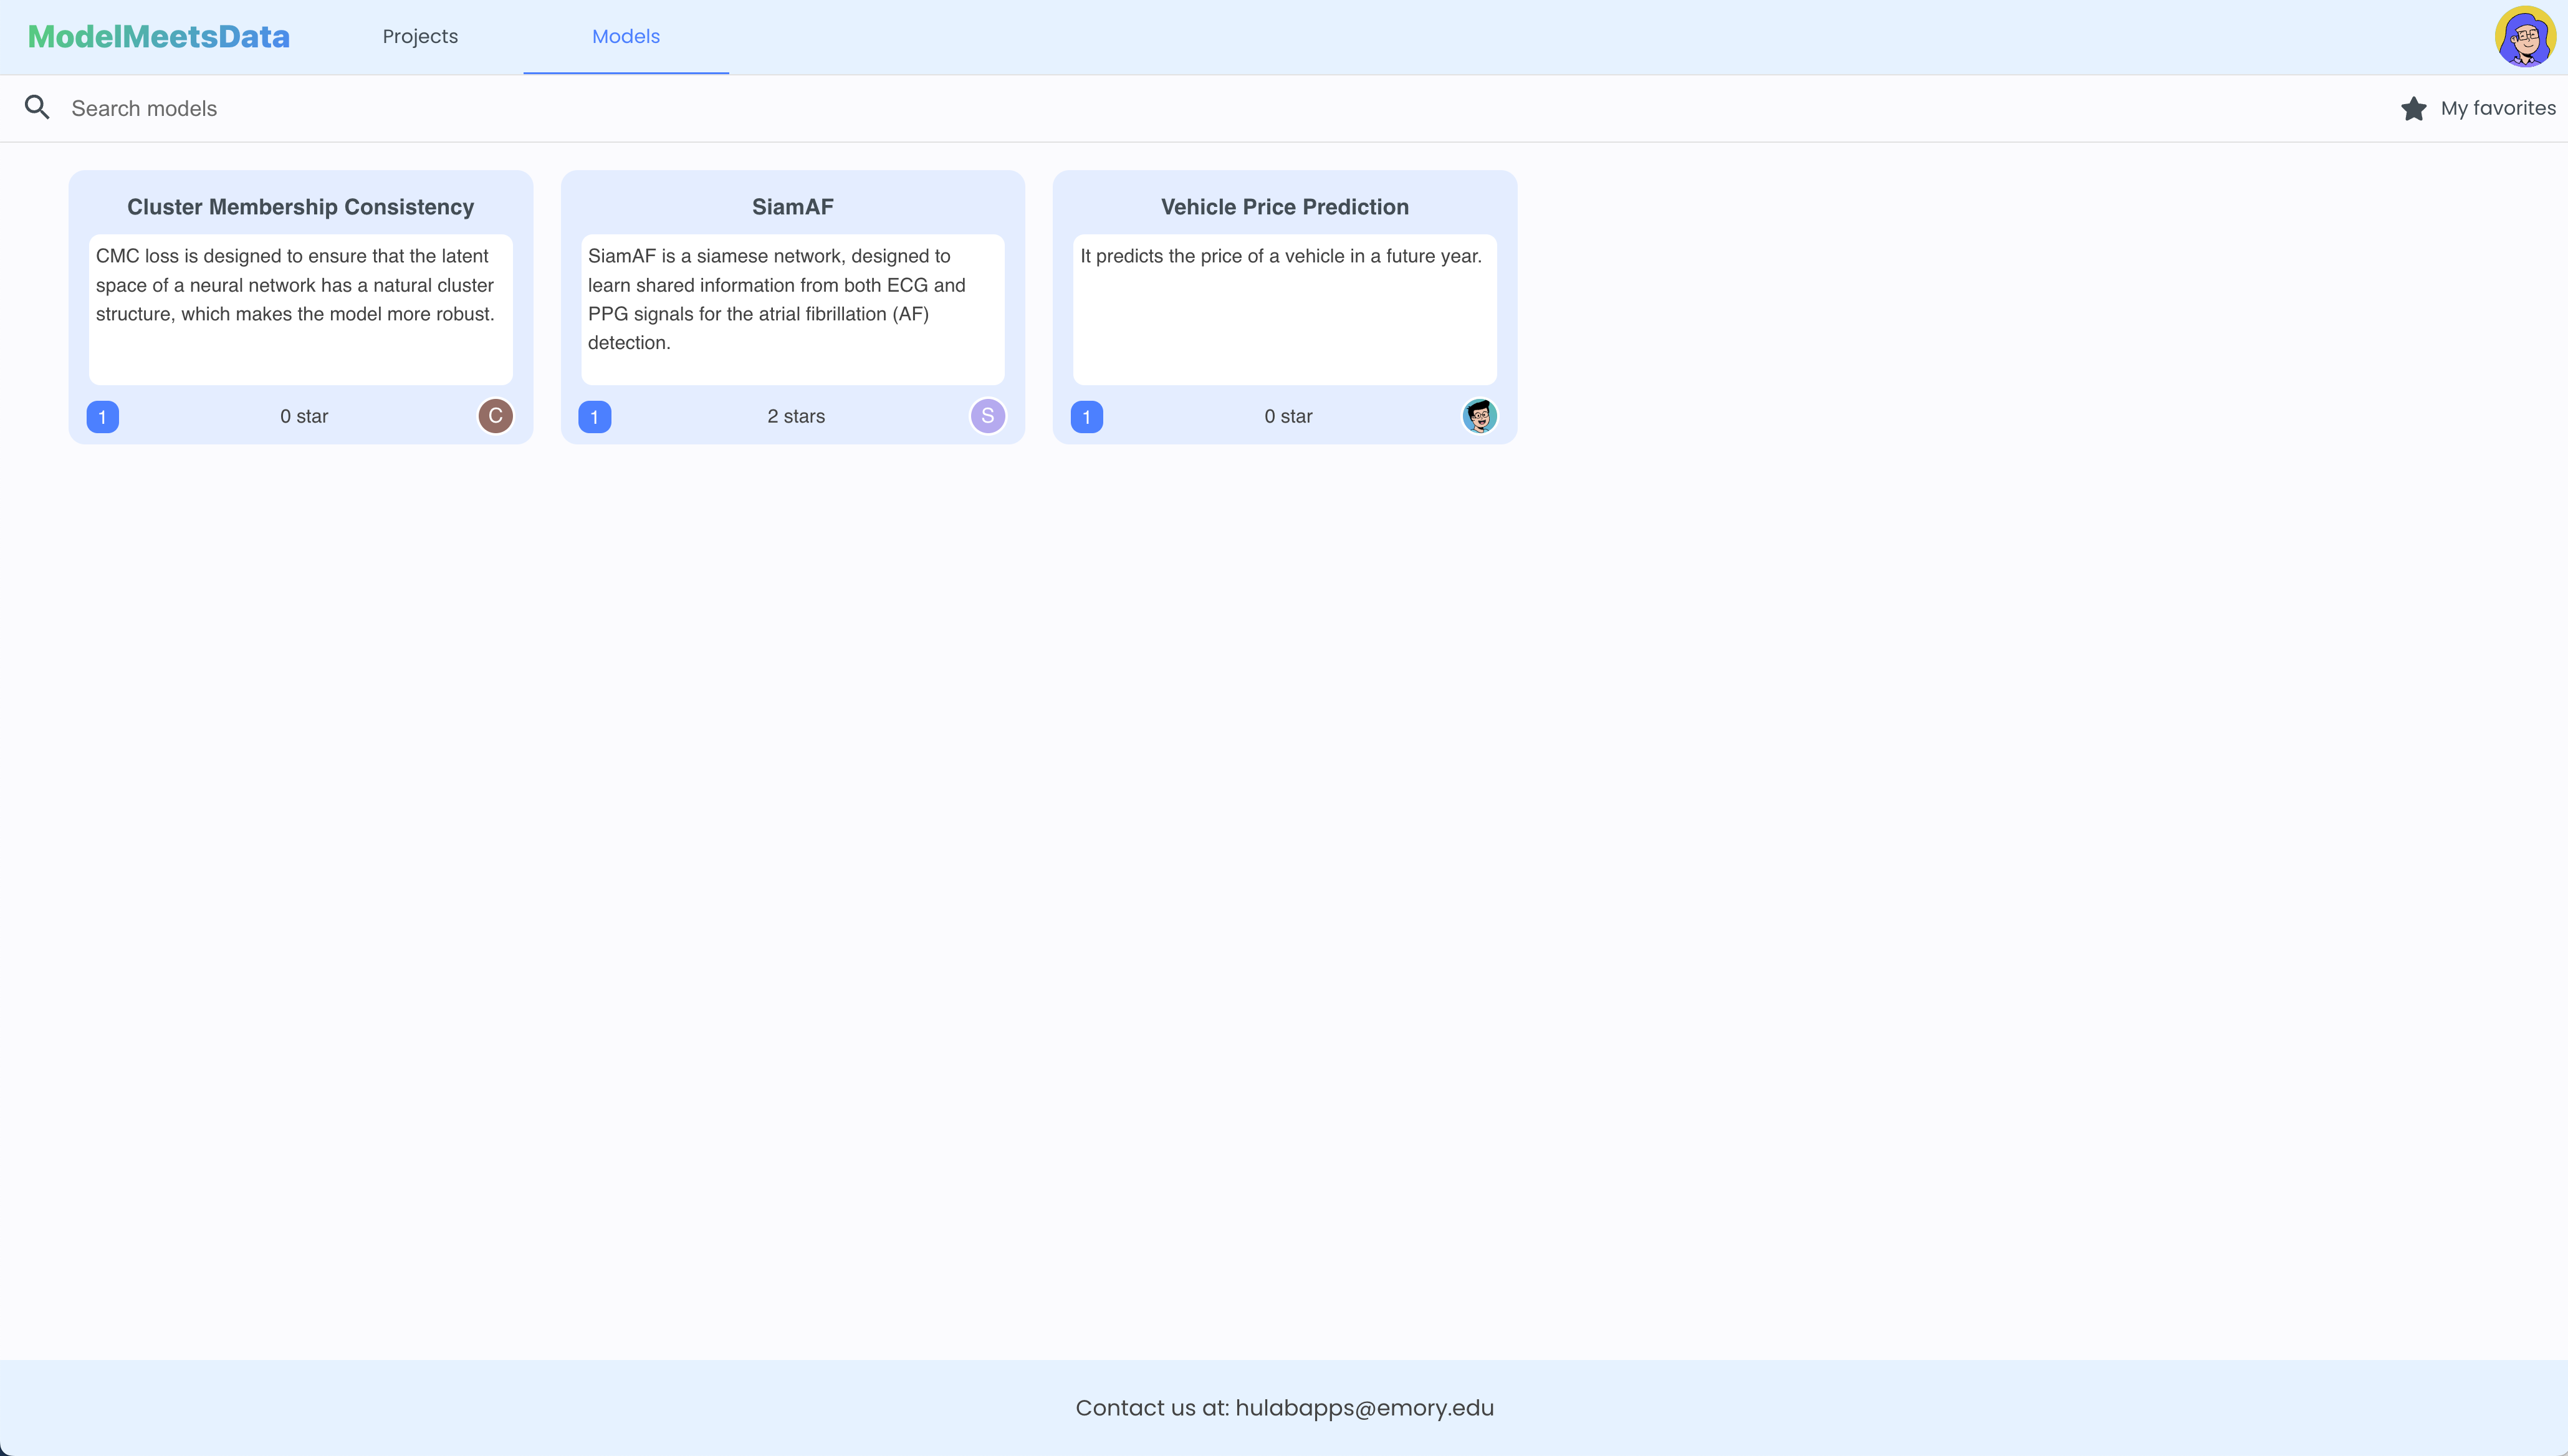 ModelMeetsData
Projects
Models
Search models
My favorites
Cluster Membership Consistency
CMC loss is designed to ensure that the latent
space of a neural network has a natural cluster
structure, which makes the model more robust.
1
0 star
C
SiamAF
SiamAF is a siamese network, designed to
learn shared information from both ECG and
PPG signals for the atrial fibrillation (AF)
detection.
1
2 stars
S
Vehicle Price Prediction
It predicts the price of a vehicle in a future year.
1
0 star
Contact us at: hulabapps@emory.edu